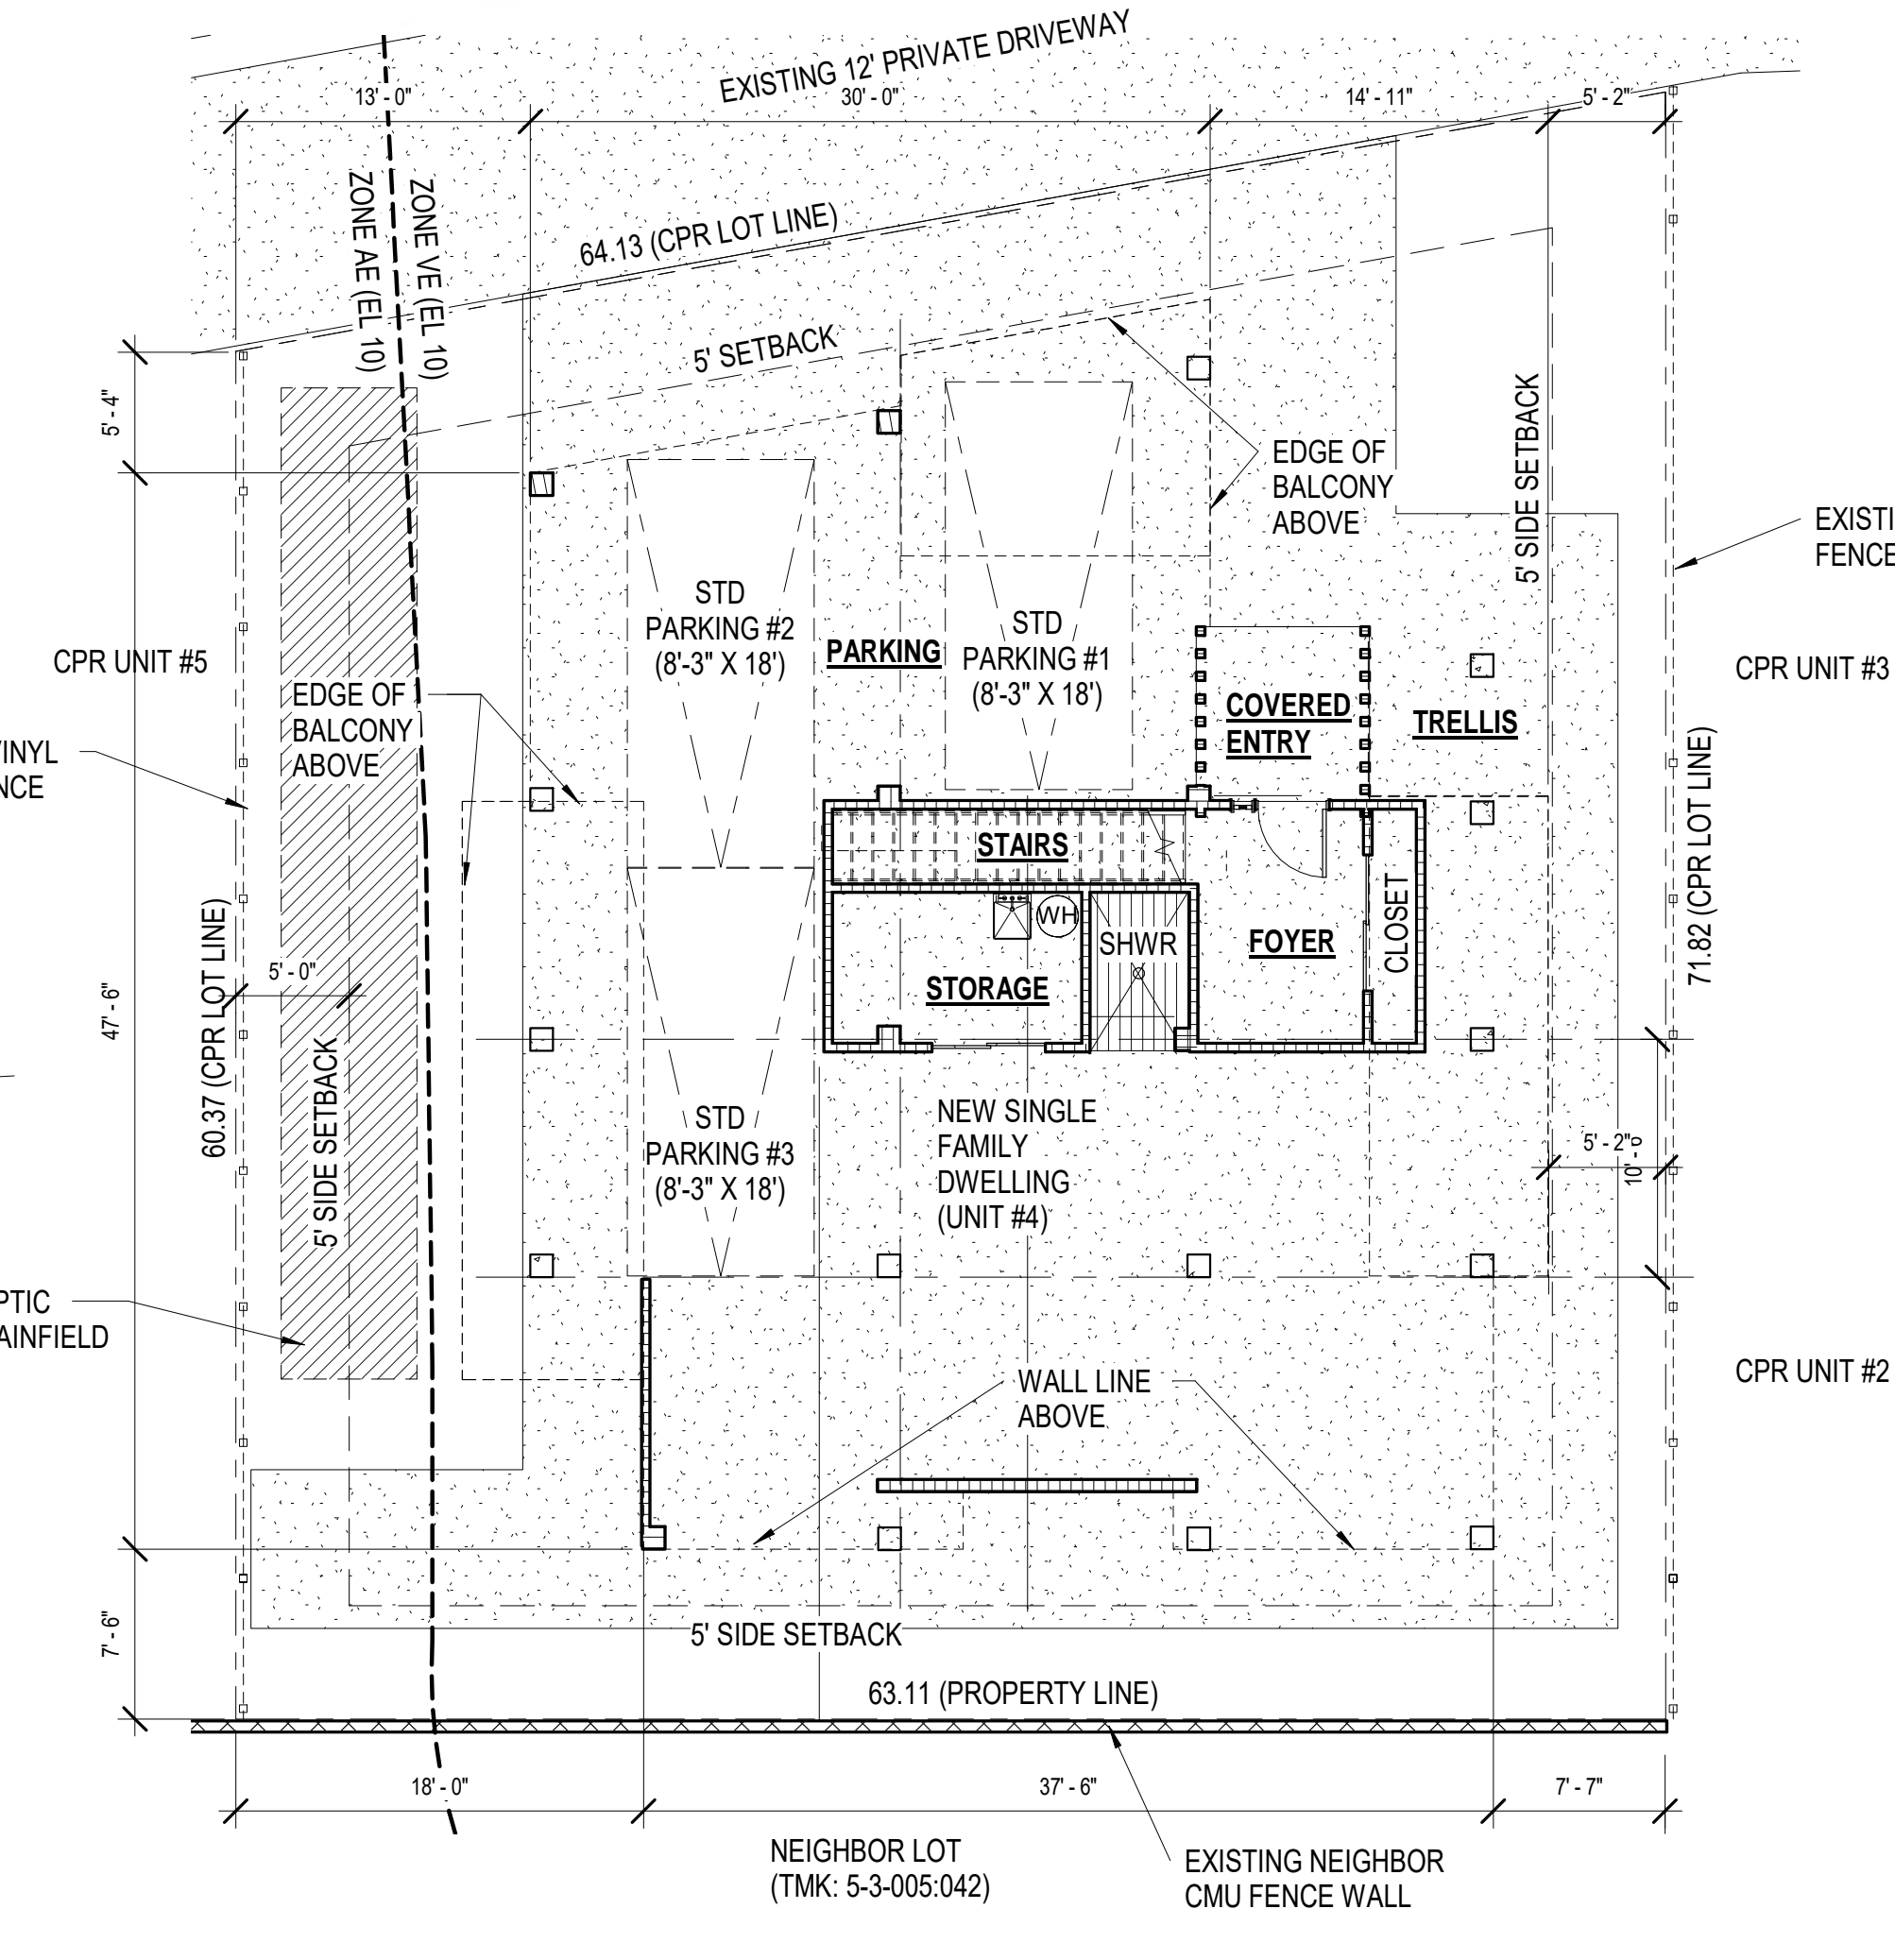 EXISTING 12' PRIVATE DRIVEWAY
13' - 0"
30' - 0"
14' - 11"
5' - 2"
ZONE AE (EL 10)
ZONE VE (EL 10)
64.13 (CPR LOT LINE)
5' SETBACK
5' - 4"
EDGE OF
BALCONY
ABOVE
5' SIDE SETBACK
EXISTI
FENCE
STD
PARKING #2
(8'-3" X 18')
PARKING
STD
PARKING #1
(8'-3" X 18')
CPR UNIT #5
CPR UNIT #3
EDGE OF
BALCONY
ABOVE
COVERED
ENTRY
TRELLIS
VINYL
NCE
71.82 (CPR LOT LINE)
STAIRS
CLOSET
WH
SHWR
FOYER
STORAGE
5' - 0"
60.37 (CPR LOT LINE)
47' - 6"
5' SIDE SETBACK
STD
PARKING #3
(8'-3" X 18')
NEW SINGLE
FAMILY
DWELLING
(UNIT #4)
5' - 2"
10' - 6"
PTIC
AINFIELD
WALL LINE
ABOVE
CPR UNIT #2
7' - 6"
5' SIDE SETBACK
63.11 (PROPERTY LINE)
18' - 0"
37' - 6"
7' - 7"
NEIGHBOR LOT
(TMK: 5-3-005:042)
EXISTING NEIGHBOR
CMU FENCE WALL